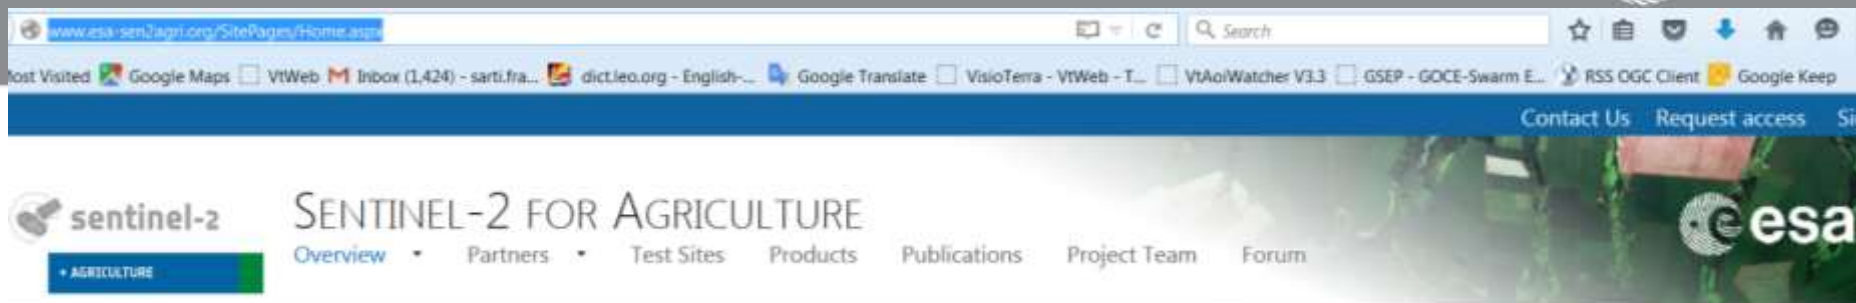 www.esa-sen2agri.org/SitePages/Home.aspx
Search
Most Visited Google Maps VtWeb Inbox (1,424) - sarti.fra... dict.leo.org - English-... Google Translate VisioTerra - VtWeb - T... VtAoiWatcher V3.3 GSEP - GOCE-Swarm E... RSS OGC Client Google Keep
Contact Us Request access Si
sentinel-2
SENTINEL-2 FOR AGRICULTURE
esa
Overview Partners Test Sites Products Publications Project Team Forum
+ AGRICULTURE